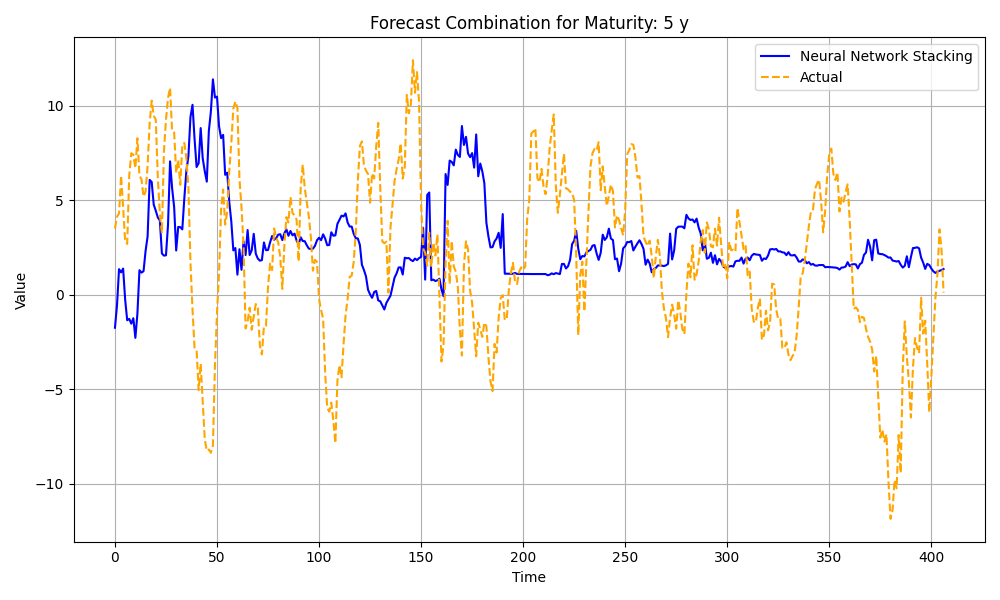 Forecast Combination for Maturity: 5 y
Neural Network Stacking
Actual
Value
10
5
0
−5
−10
0 50 100 150 200 250 300 350 400
Time